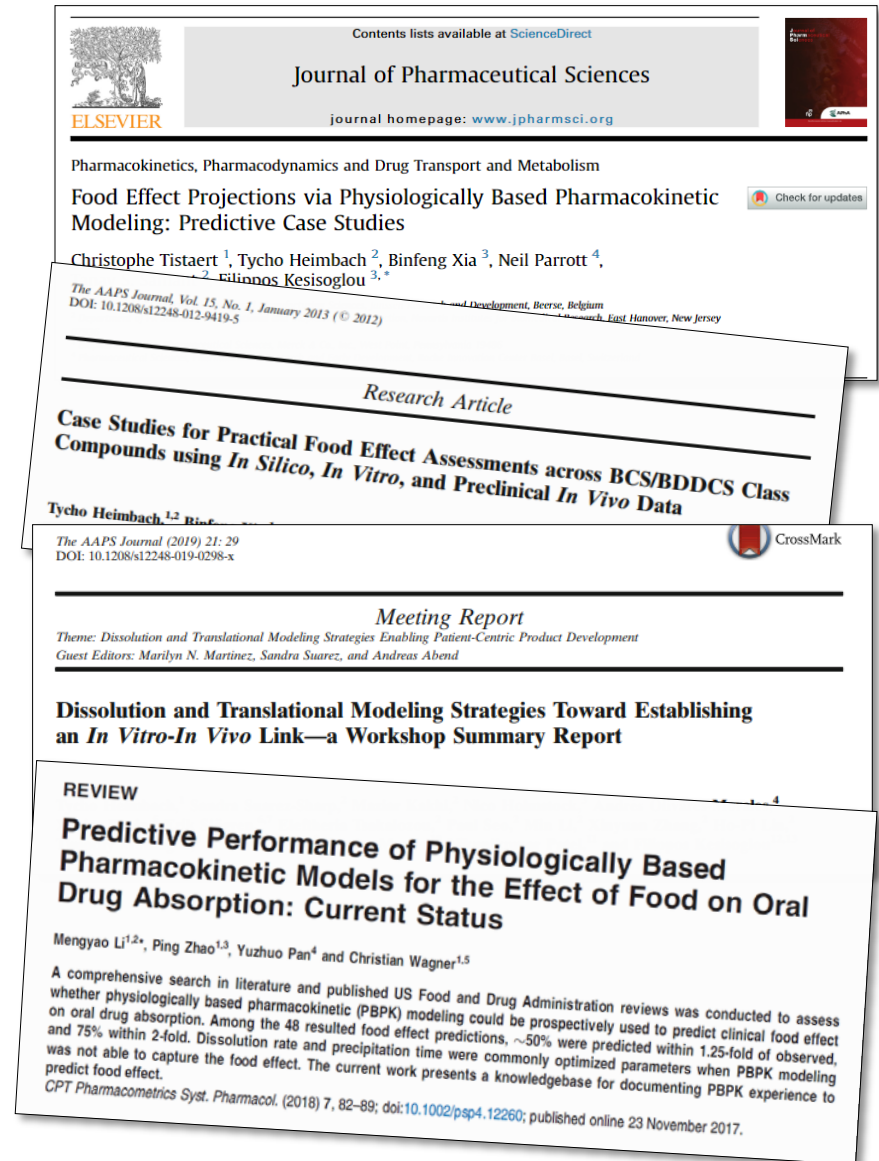 Contents lists available at ScienceDirect
Journal of Pharmaceutical Sciences
journal homepage: www.jpharmsci.org
ELSEVIER
Pharmacokinetics, Pharmacodynamics and Drug Transport and Metabolism
Food Effect Projections via Physiologically Based Pharmacokinetic
Modeling: Predictive Case Studies
Check for updates
Christophe Tistaert 1, Tycho Heimbach 2, Binfeng Xia 3, Neil Parrott 4,
2, Filippos Kesisoglou 3, *
and Development, Beerse, Belgium
Research, East Hanover, New Jersey
The AAPS Journal, Vol. 15, No. 1, January 2013 (© 2012)
DOI: 10.1208/s12248-012-9419-5
Research Article
Case Studies for Practical Food Effect Assessments across BCS/BDDCS Class
Compounds using In Silico, In Vitro, and Preclinical In Vivo Data
Tycho Heimbach,1,2
The AAPS Journal (2019) 21: 29
DOI: 10.1208/s12248-019-0298-x
CrossMark
Meeting Report
Theme: Dissolution and Translational Modeling Strategies Enabling Patient-Centric Product Development
Guest Editors: Marilyn N. Martinez, Sandra Suarez, and Andreas Abend
Dissolution and Translational Modeling Strategies Toward Establishing
an In Vitro-In Vivo Link—a Workshop Summary Report
REVIEW
Predictive Performance of Physiologically Based
Pharmacokinetic Models for the Effect of Food on Oral
Drug Absorption: Current Status
Mengyao Li1,2*, Ping Zhao1,3, Yuzhuo Pan4 and Christian Wagner1,5
A comprehensive search in literature and published US Food and Drug Administration reviews was conducted to assess
whether physiologically based pharmacokinetic (PBPK) modeling could be prospectively used to predict clinical food effect
on oral drug absorption. Among the 48 resulted food effect predictions, ~50% were predicted within 1.25-fold of observed,
and 75% within 2-fold. Dissolution rate and precipitation time were commonly optimized parameters when PBPK modeling
was not able to capture the food effect. The current work presents a knowledgebase for documenting PBPK experience to
predict food effect.
CPT Pharmacometrics Syst. Pharmacol. (2018) 7, 82–89; doi:10.1002/psp4.12260; published online 23 November 2017.